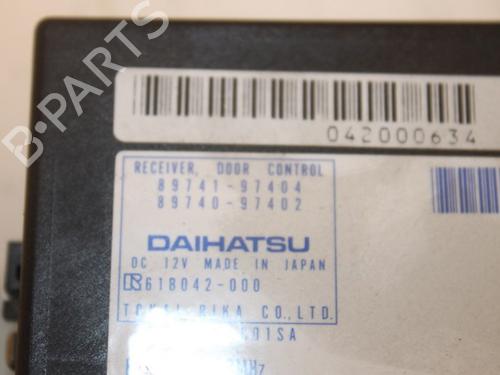 B-PARTS
042000634
RECEIVER, DOOR CONTROL
89741-97404
89740-97402
DAIHATSU
DC 12V MADE IN JAPAN
618042-000
TOKAI RIKA CO.,LTD.